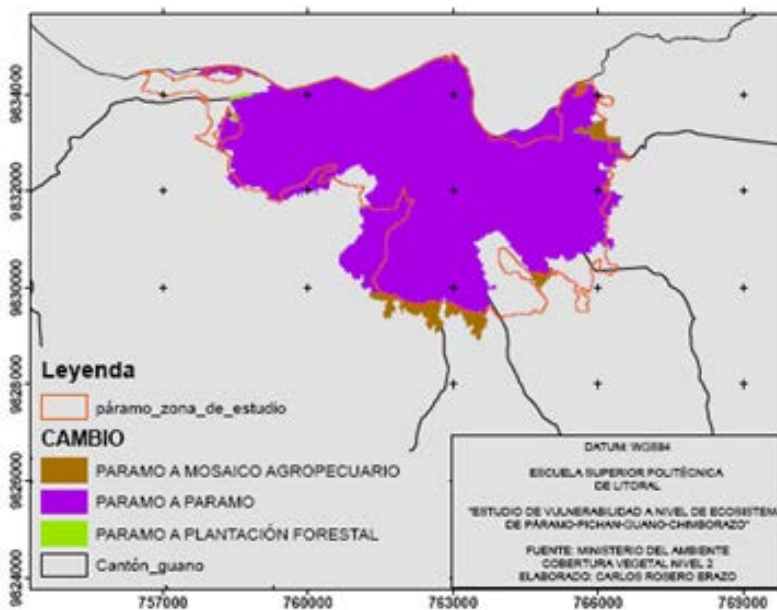 9834000
9832000
9830000
9828000
9826000
9824000
Leyenda
páramo_zona_de_estudio
CAMBIO
PARAMO A MOSAICO AGROPECUARIO
PARAMO A PARAMO
PARAMO A PLANTACIÓN FORESTAL
Cantón_guano
DATUM: WGS84
ESCUELA SUPERIOR POLITÉCNICA
DE LITORAL
"ESTUDIO DE VULNERABILIDAD A NIVEL DE ECOSISTEM
DE PÁRAMO-PICHAN-GUANO-CHIMBORAZO"
FUENTE: MINISTERIO DEL AMBIENTE
COBERTURA VEGETAL NIVEL 2
ELABORADO: CARLOS ROSERO ERAZO
757000
760000
763000
766000
769000